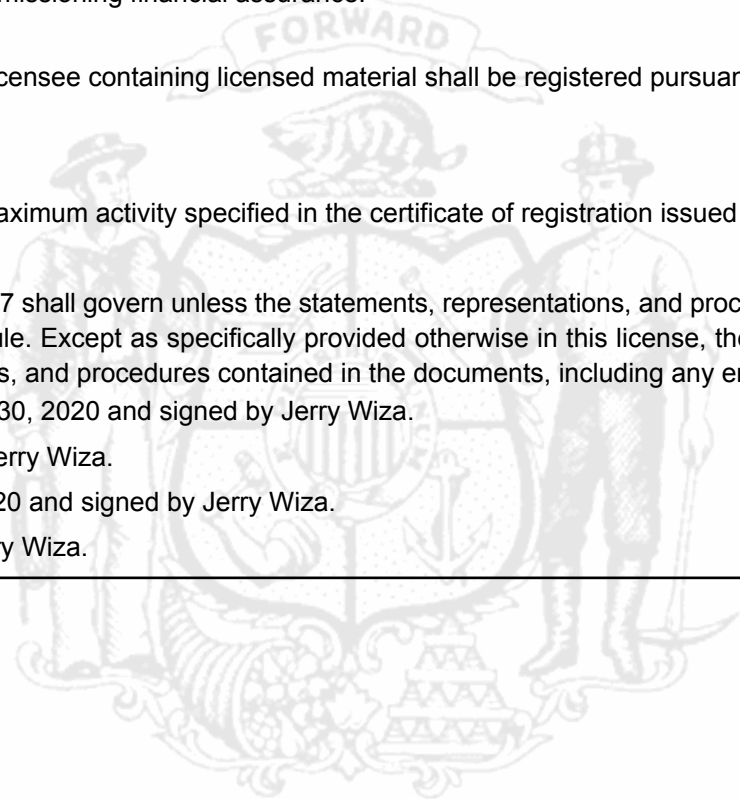 missioning financial assurance.
FORWARD
censee containing licensed material shall be registered pursuan
aximum activity specified in the certificate of registration issued
7 shall govern unless the statements, representations, and proc
ule. Except as specifically provided otherwise in this license, the
s, and procedures contained in the documents, including any e
30, 2020 and signed by Jerry Wiza.
erry Wiza.
20 and signed by Jerry Wiza.
ry Wiza.